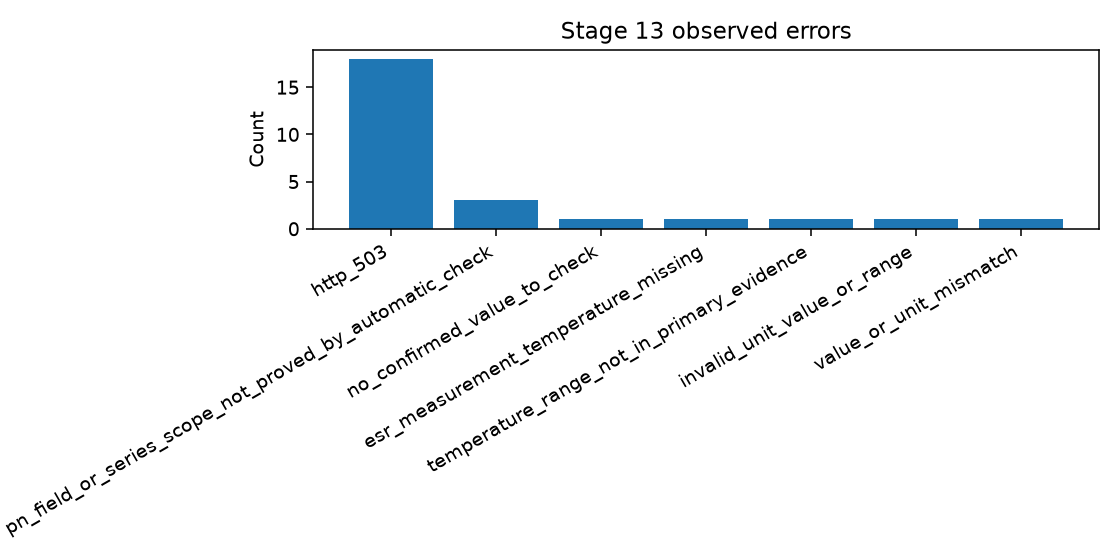 Stage 13 observed errors
Count
15
10
5
0
http_503
pn_field_or_series_scope_not_proved_by_automatic_check
no_confirmed_value_to_check
esr_measurement_temperature_missing
temperature_range_not_in_primary_evidence
invalid_unit_value_or_range
value_or_unit_mismatch